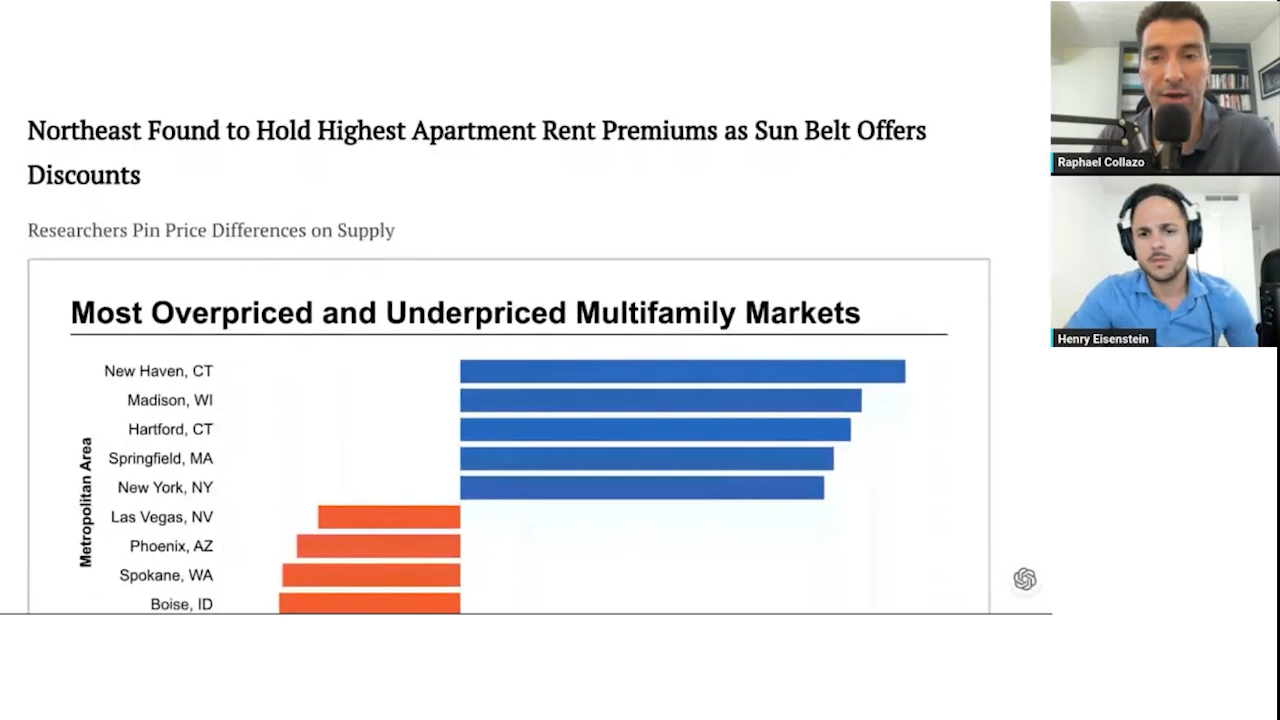 Northeast Found to Hold Highest Apartment Rent Premiums as Sun Belt Offers
Discounts
Researchers Pin Price Differences on Supply
Most Overpriced and Underpriced Multifamily Markets
Metropolitan Area
New Haven, CT
Madison, WI
Hartford, CT
Springfield, MA
New York, NY
Las Vegas, NV
Phoenix, AZ
Spokane, WA
Boise, ID
Raphael Collazo
Henry Eisenstein